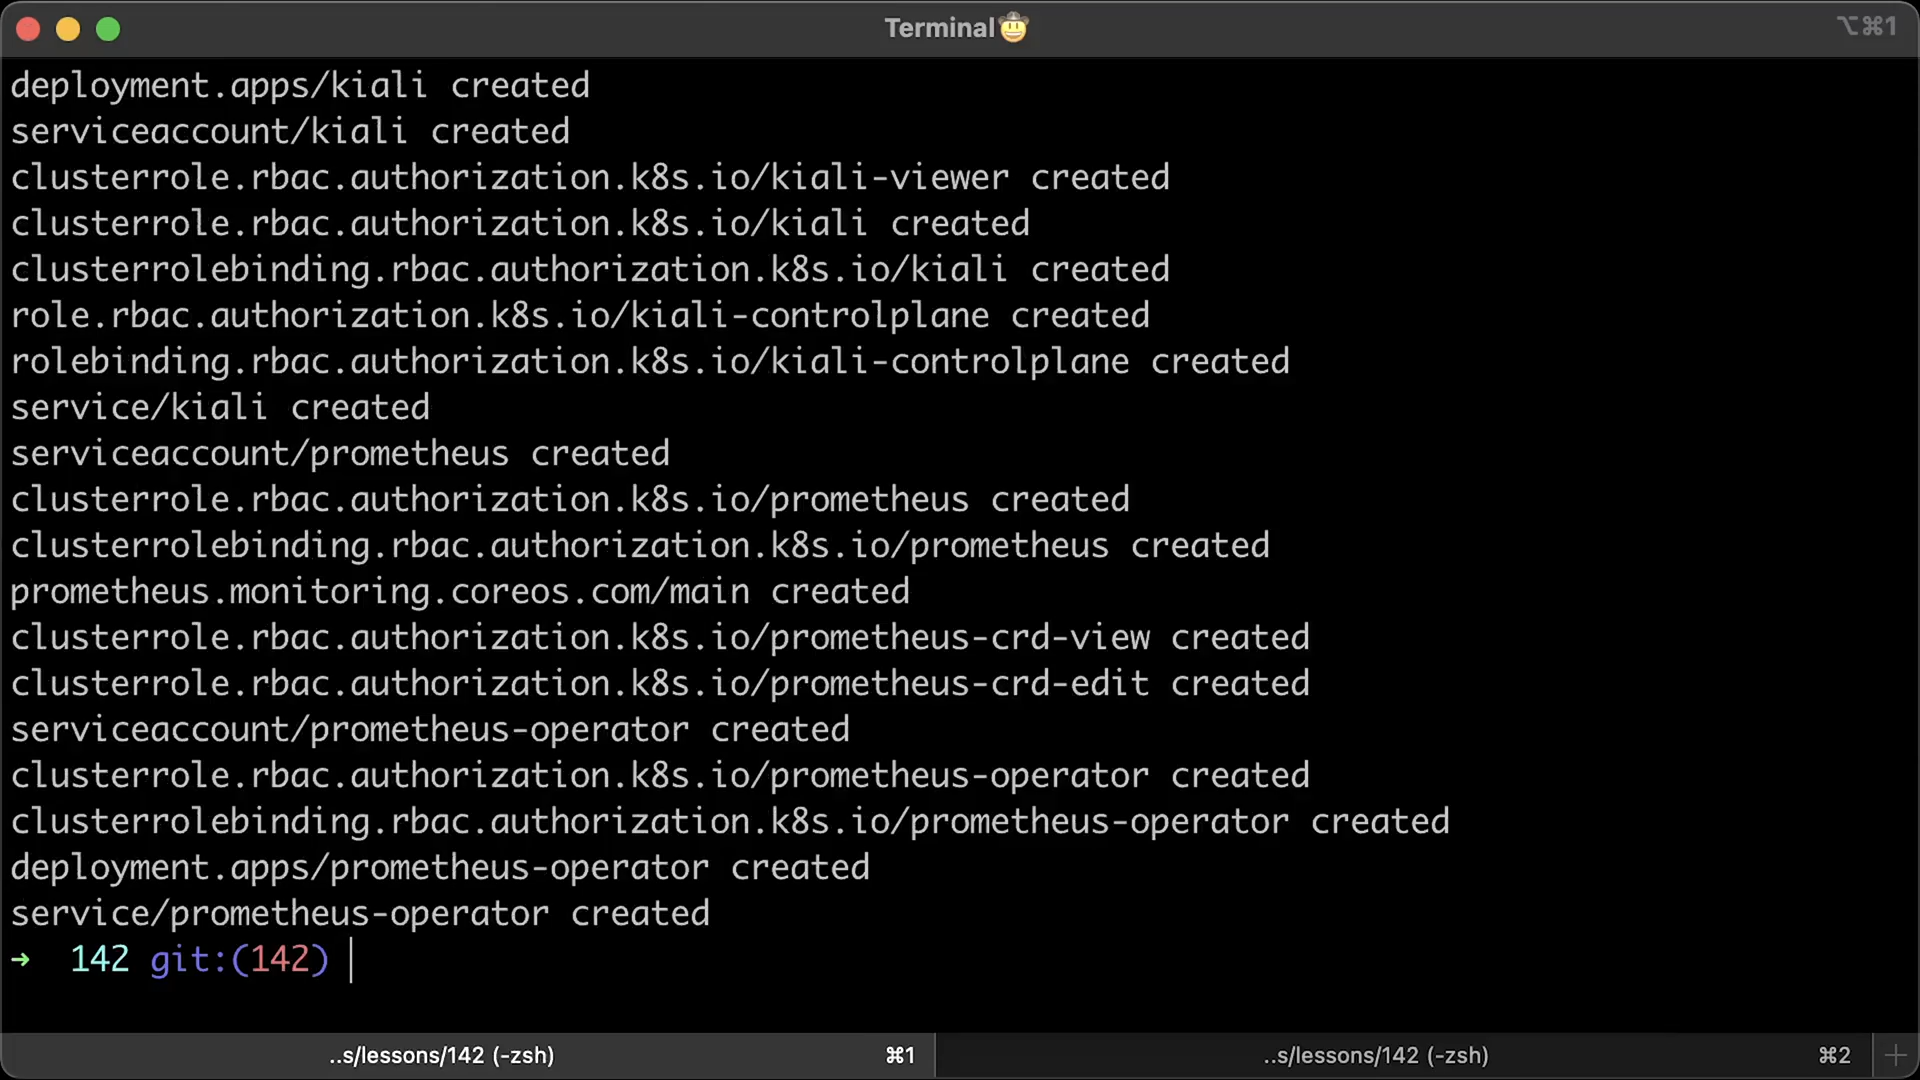 Terminal🤠
⌥⌘1
deployment.apps/kiali created
serviceaccount/kiali created
clusterrole.rbac.authorization.k8s.io/kiali-viewer created
clusterrole.rbac.authorization.k8s.io/kiali created
clusterrolebinding.rbac.authorization.k8s.io/kiali created
role.rbac.authorization.k8s.io/kiali-controlplane created
rolebinding.rbac.authorization.k8s.io/kiali-controlplane created
service/kiali created
serviceaccount/prometheus created
clusterrole.rbac.authorization.k8s.io/prometheus created
clusterrolebinding.rbac.authorization.k8s.io/prometheus created
prometheus.monitoring.coreos.com/main created
clusterrole.rbac.authorization.k8s.io/prometheus-crd-view created
clusterrole.rbac.authorization.k8s.io/prometheus-crd-edit created
serviceaccount/prometheus-operator created
clusterrole.rbac.authorization.k8s.io/prometheus-operator created
clusterrolebinding.rbac.authorization.k8s.io/prometheus-operator created
deployment.apps/prometheus-operator created
service/prometheus-operator created
→ 142 git:(142)
..s/lessons/142 (-zsh) ⌘1
..s/lessons/142 (-zsh) ⌘2 +